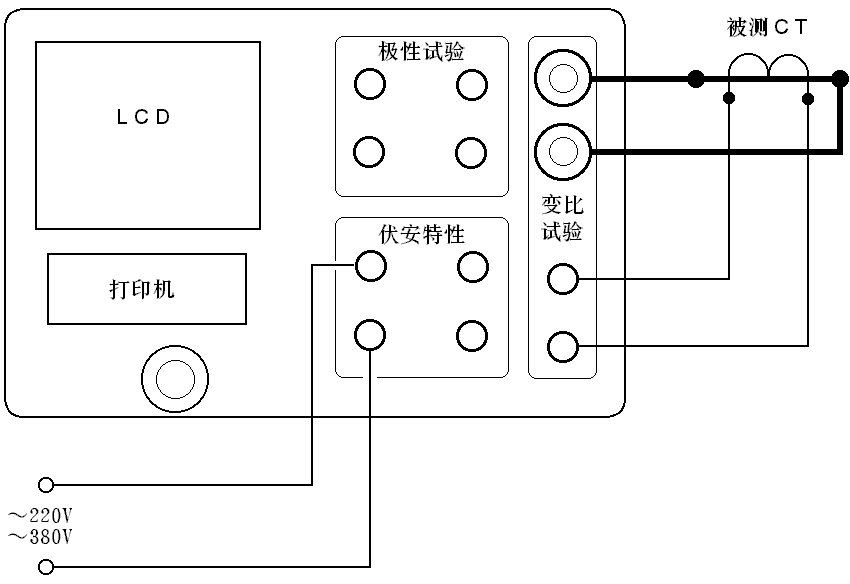 被测CT
极性试验
LCD
变比
试验
伏安特性
打印机
～220V
～380V